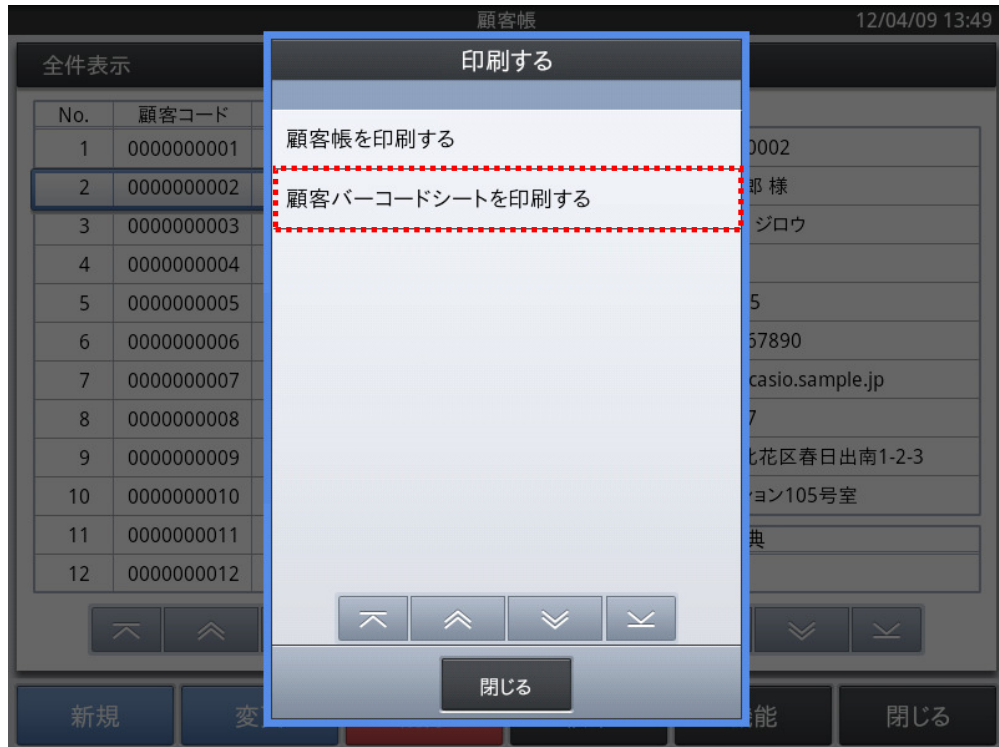 顧客帳 12/04/09 13:49
全件表示
印刷する
No. 顧客コード
顧客帳を印刷する
顧客バーコードシートを印刷する
1 0000000001
2 0000000002
3 0000000003
4 0000000004
5 0000000005
6 0000000006
7 0000000007
8 0000000008
9 0000000009
10 0000000010
11 0000000011
12 0000000012
0002
郎 様
ジロウ
5
67890
casio.sample.jp
7
花区春日出南1-2-3
ション105号室
典
閉じる
新規
変
能
閉じる